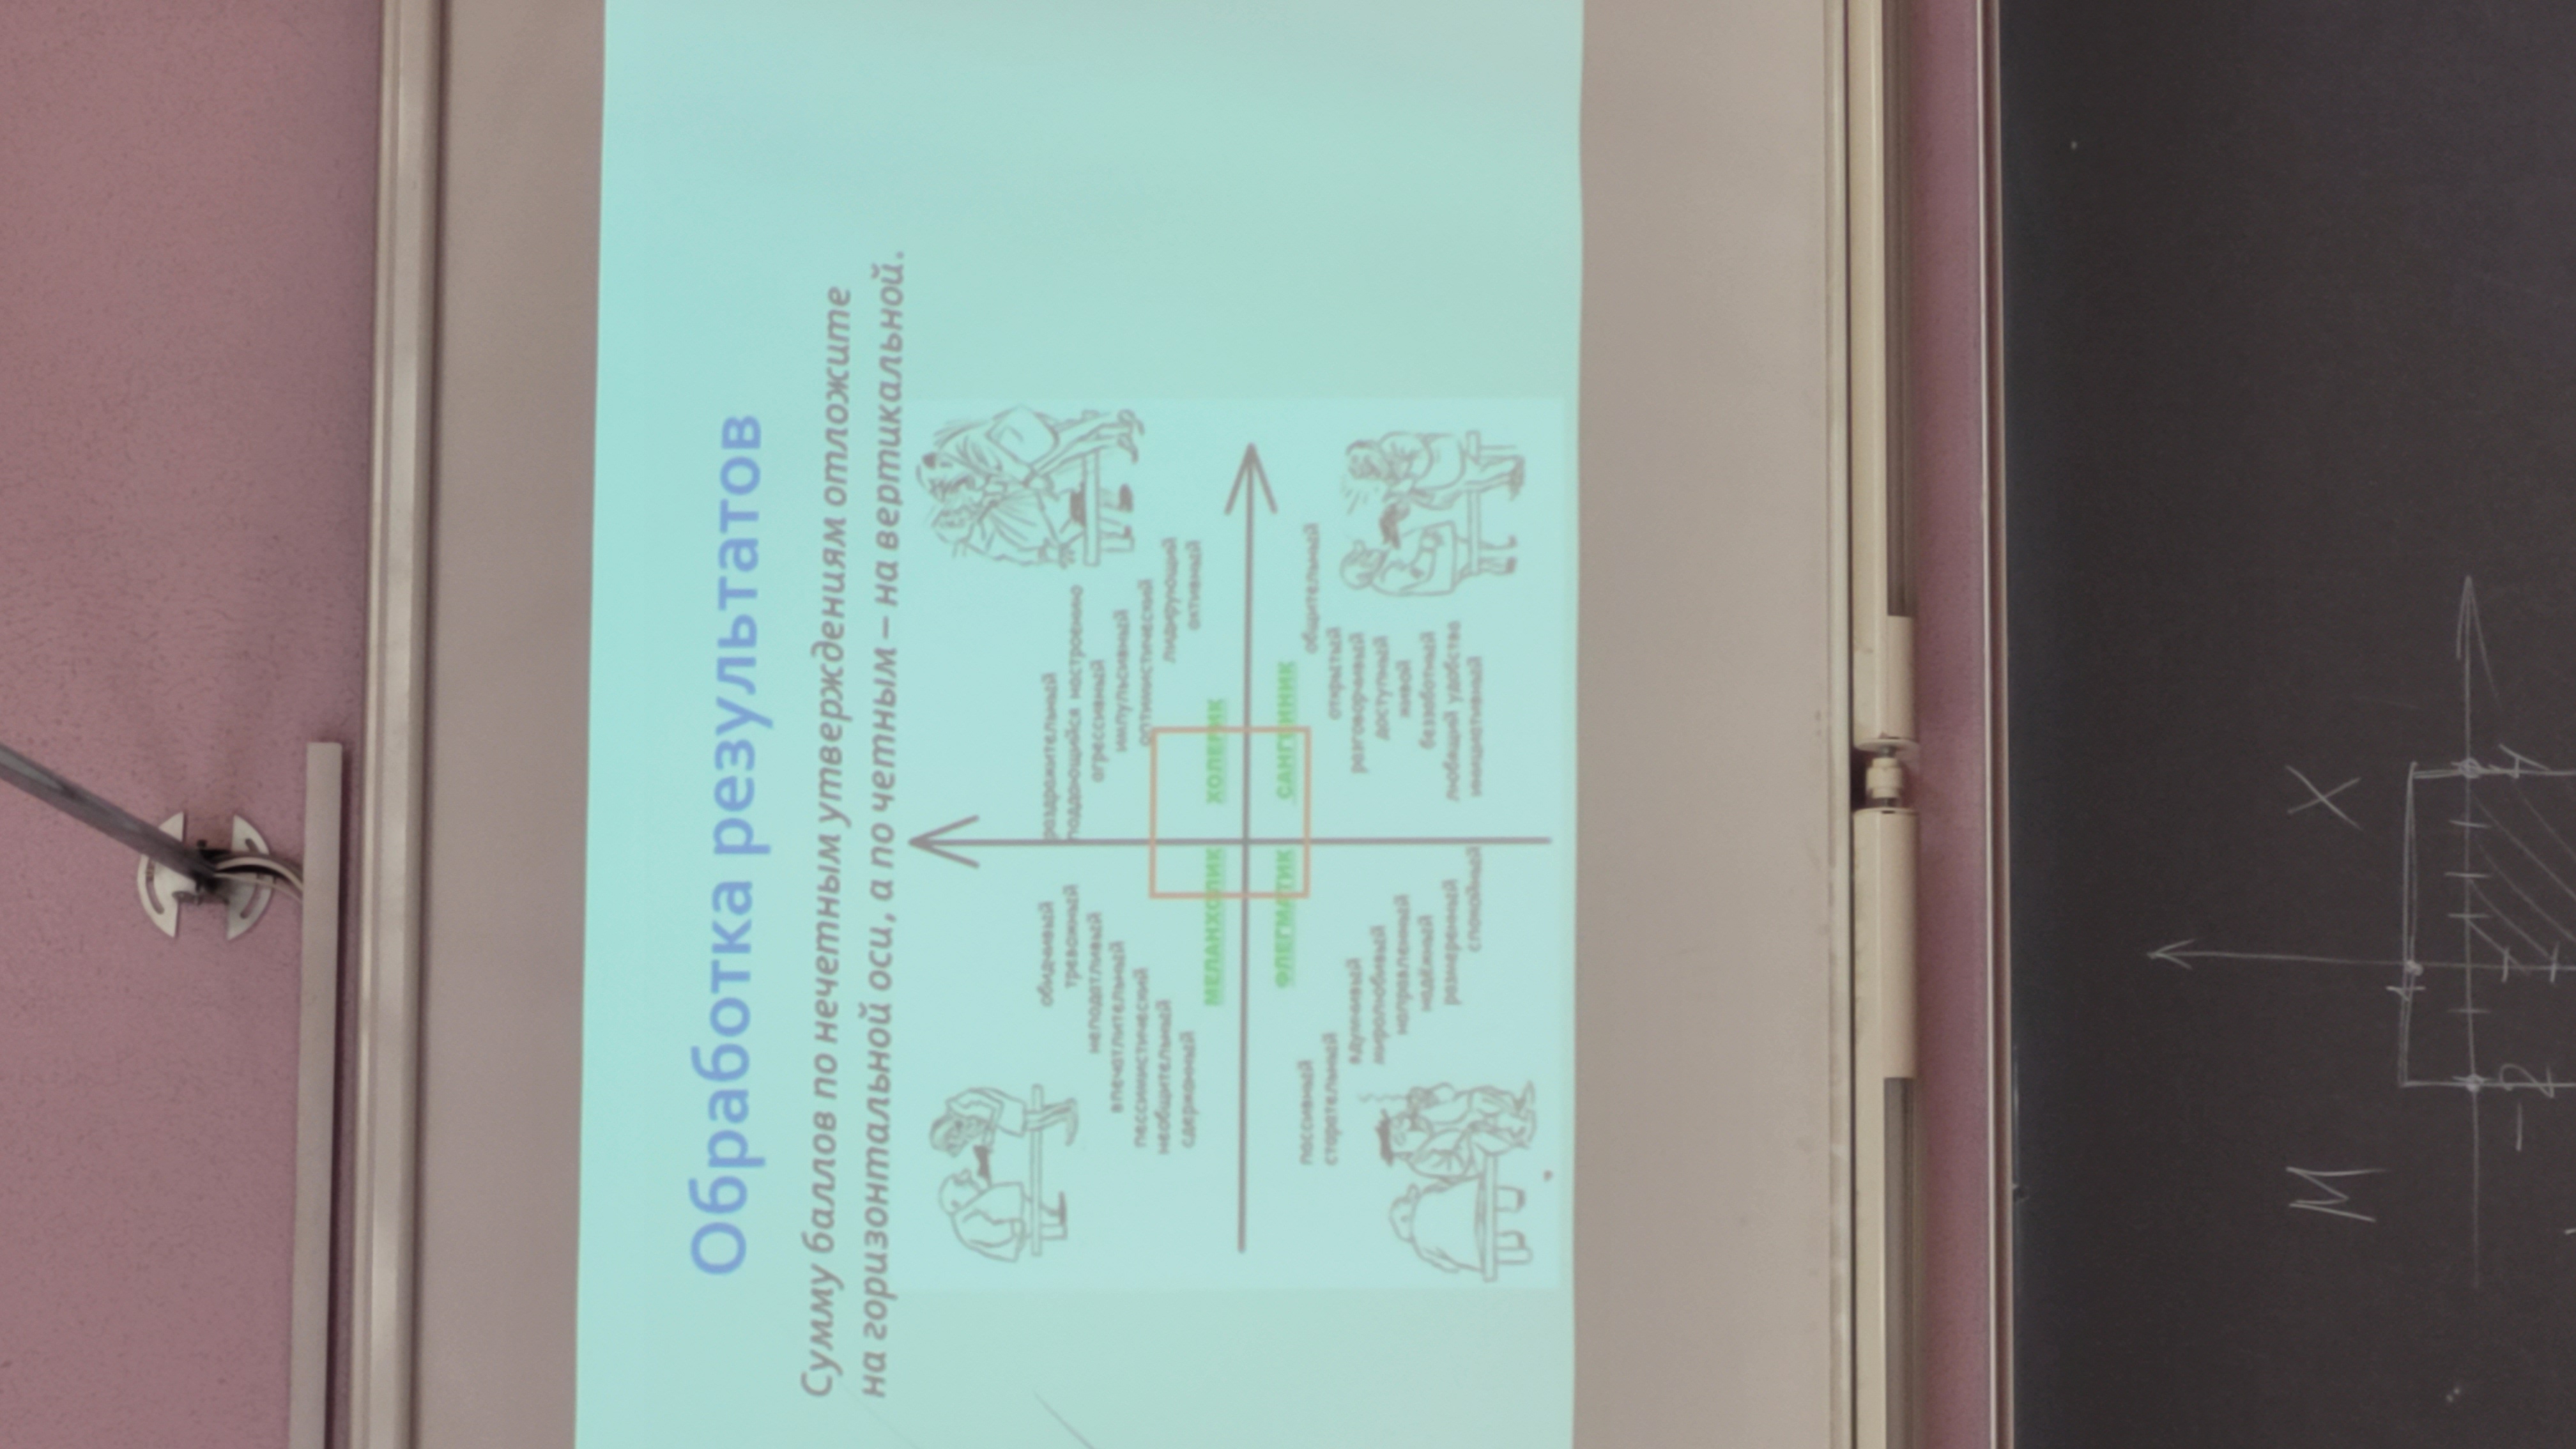 Обработка результатов
Сумму баллов по нечетным утверждениям отложите
на горизонтальной оси, а по четным – на вертикальной.
обидчивый
тревожный
неподатливый
впечатлительный
пессимистический
необщительный
сдержанный
МЕЛАНХОЛИК
раздражительный
поддающийся настроению
агрессивный
импульсивный
оптимистический
лидирующий
активный
ХОЛЕРИК
ФЛЕГМАТИК
пассивный
старательный
вдумчивый
миролюбивый
направленный
надёжный
размеренный
спокойный
САНГВИНИК
общительный
открытый
разговорчивый
доступный
живой
беззаботный
любящий удобства
инициативный
М
Х
1
-2
4